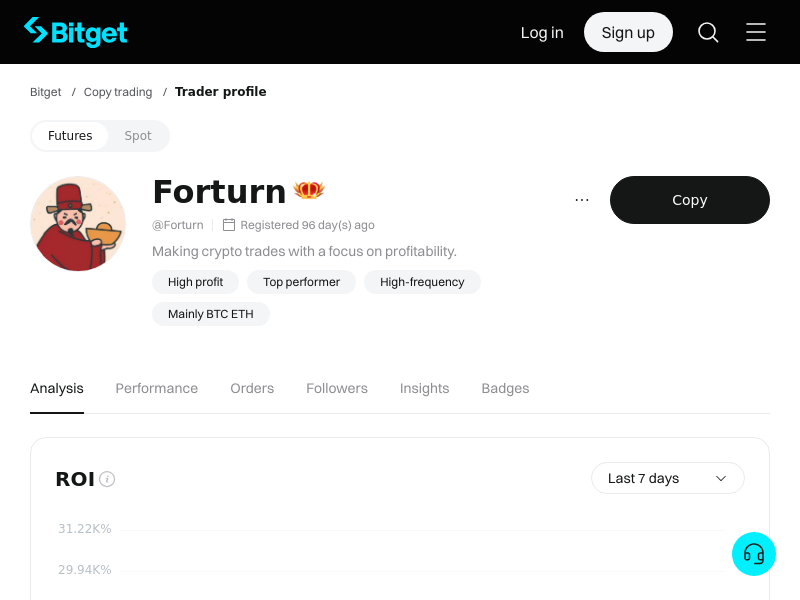 Bitget
Log in
Sign up
Bitget / Copy trading / Trader profile
Futures
Spot
Forturn
...
Copy
@Forturn
Registered 96 day(s) ago
Making crypto trades with a focus on profitability.
High profit
Top performer
High-frequency
Mainly BTC ETH
Analysis
Performance
Orders
Followers
Insights
Badges
ROI
Last 7 days
31.22K%
29.94K%